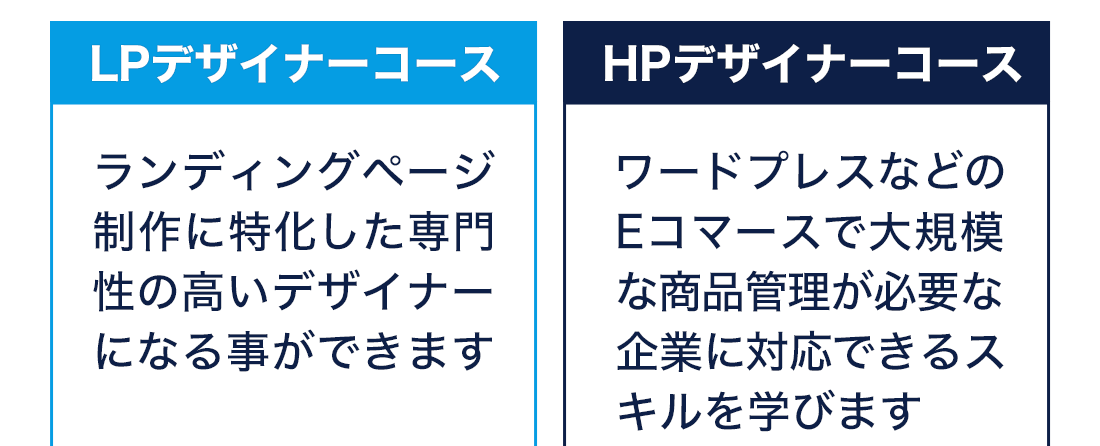 LPデザイナーコース
ランディングページ
制作に特化した専門
性の高いデザイナー
になる事ができます
HPデザイナーコース
ワードプレスなどの
Eコマースで大規模
な商品管理が必要な
企業に対応できるス
キルを学びます